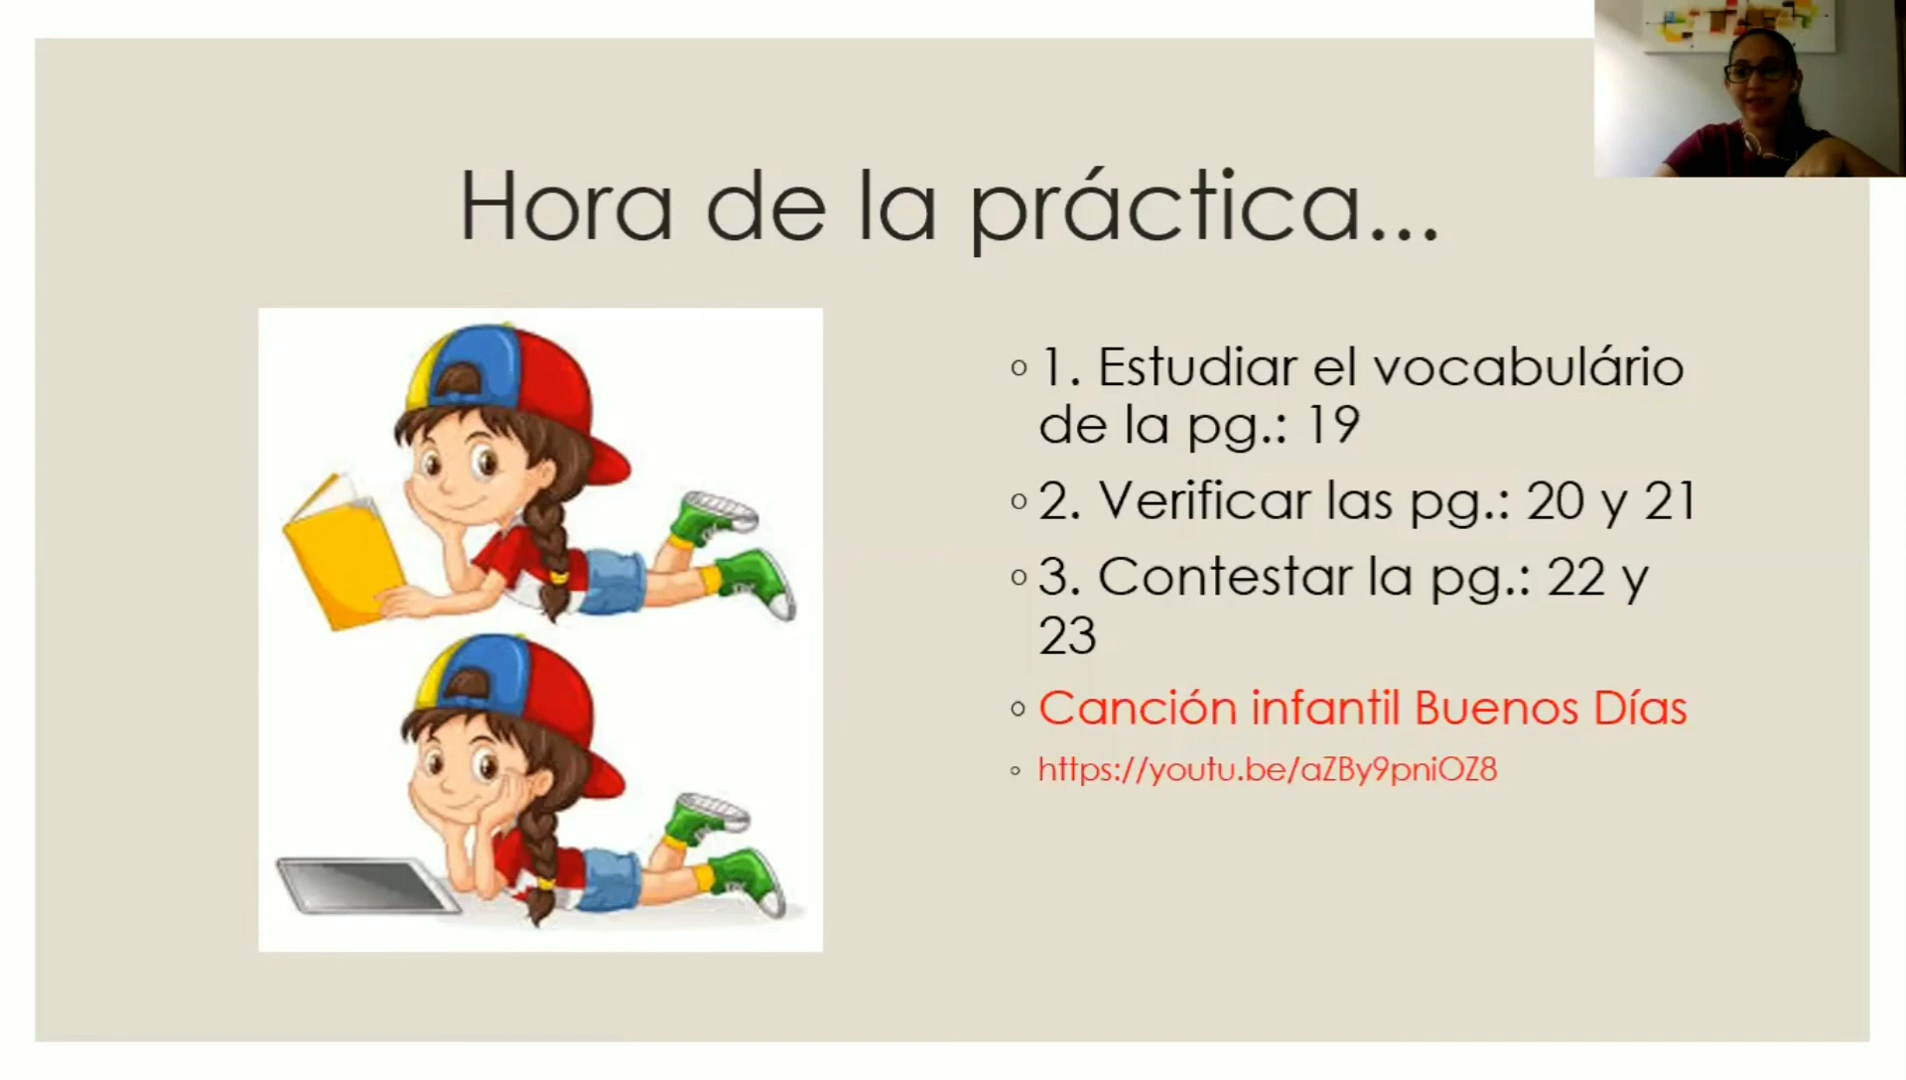 Hora de la práctica...
1. Estudiar el vocabulário
de la pg.: 19
2. Verificar las pg.: 20 y 21
3. Contestar la pg.: 22 y
23
Canción infantil Buenos Días
https://youtu.be/aZBy9pniOZ8